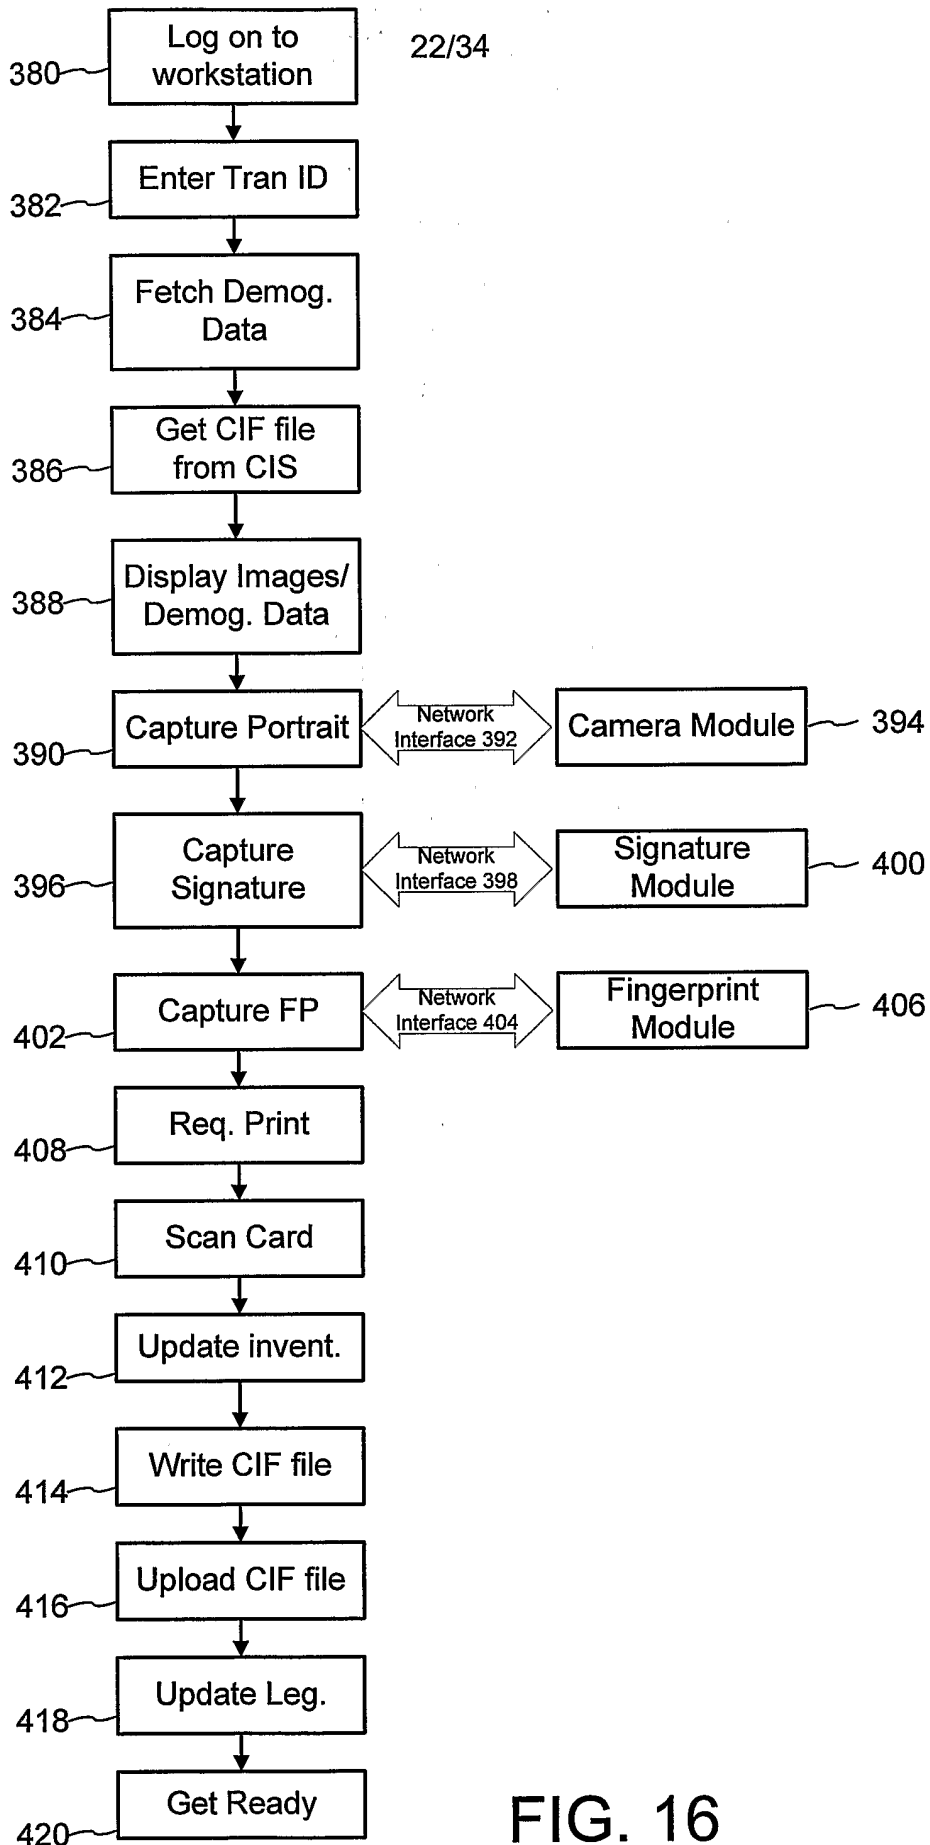 Log on to
workstation
22/34
380
Enter Tran ID
382
Fetch Demog.
Data
384
Get CIF file
from CIS
386
Display Images/
Demog. Data
388
Capture Portrait
Network
Interface 392
Camera Module
394
390
Capture
Signature
Network
Interface 398
Signature
Module
400
396
Capture FP
Network
Interface 404
Fingerprint
Module
406
402
Req. Print
408
Scan Card
410
Update invent.
412
Write CIF file
414
Upload CIF file
416
Update Leg.
418
Get Ready
420
FIG. 16